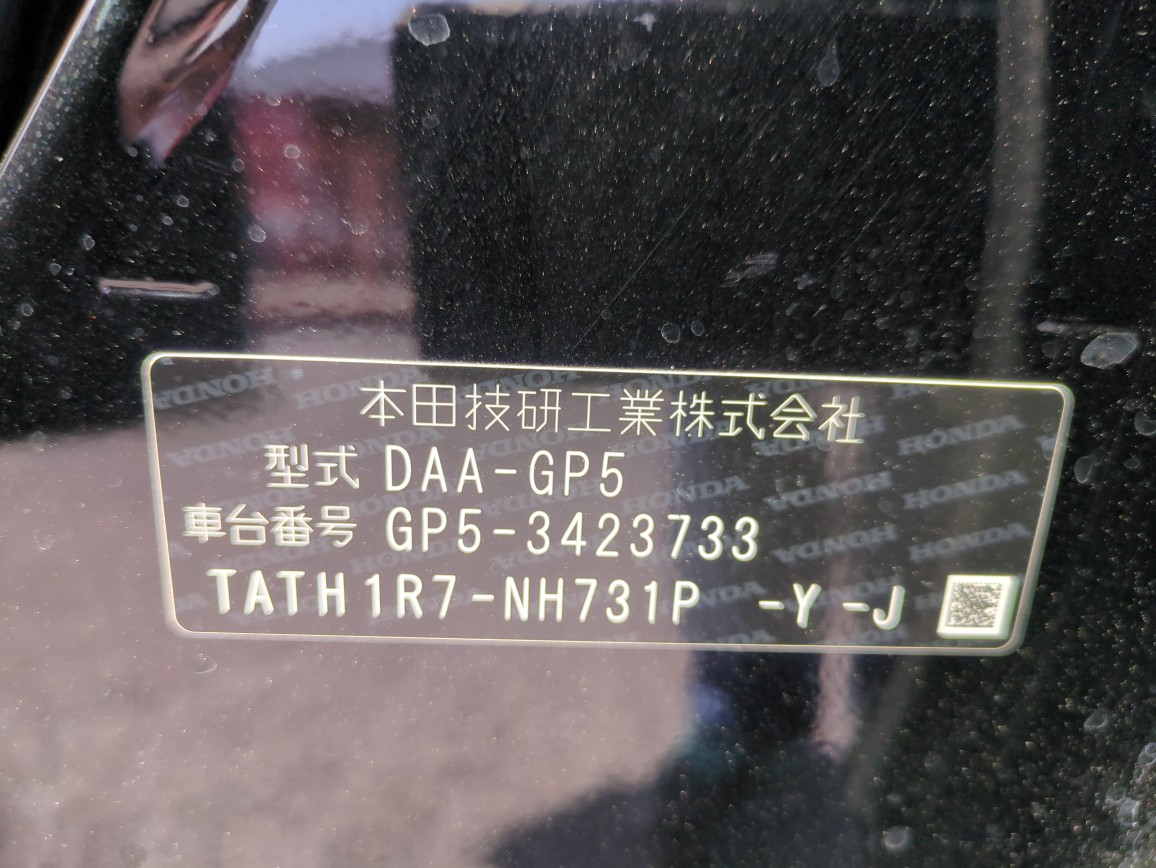 本田技研工業株式会社
型式 DAA-GP5
車台番号 GP5-3423733
TATH1R7-NH731P -Y-J